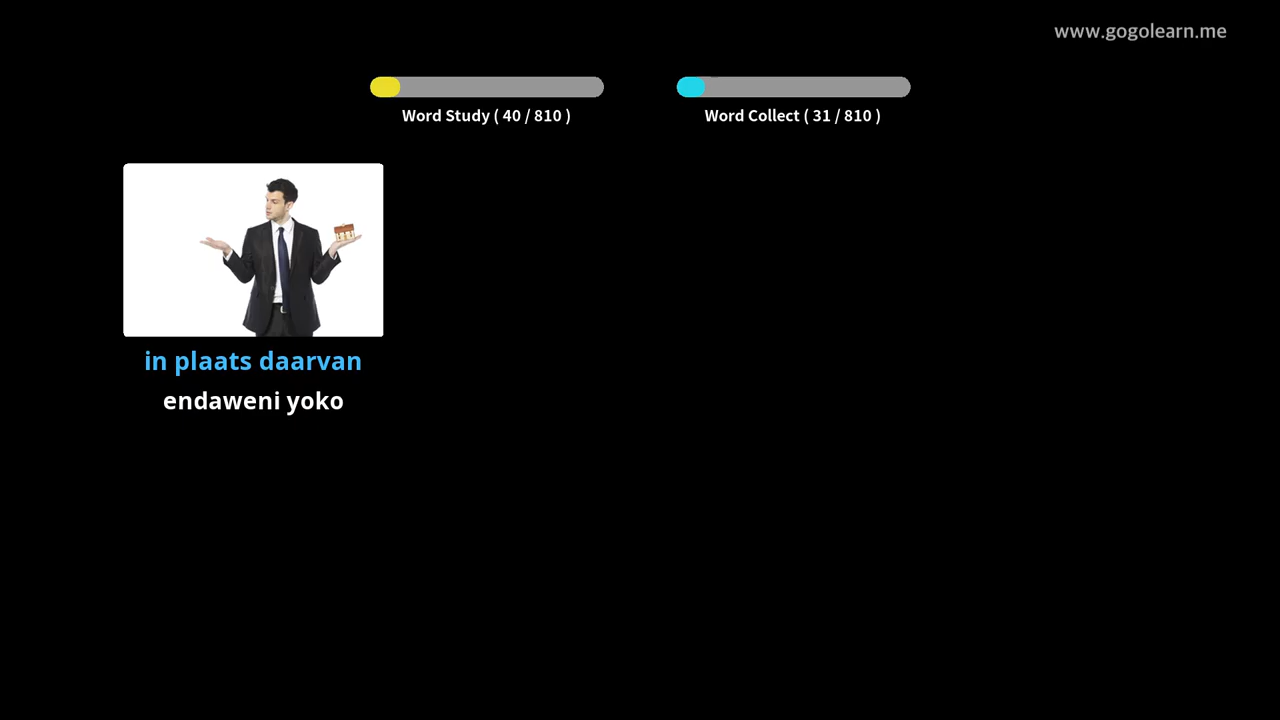 www.gogolearn.me
Word Study ( 40 / 810 )
Word Collect ( 31 / 810 )
in plaats daarvan
endaweni yoko